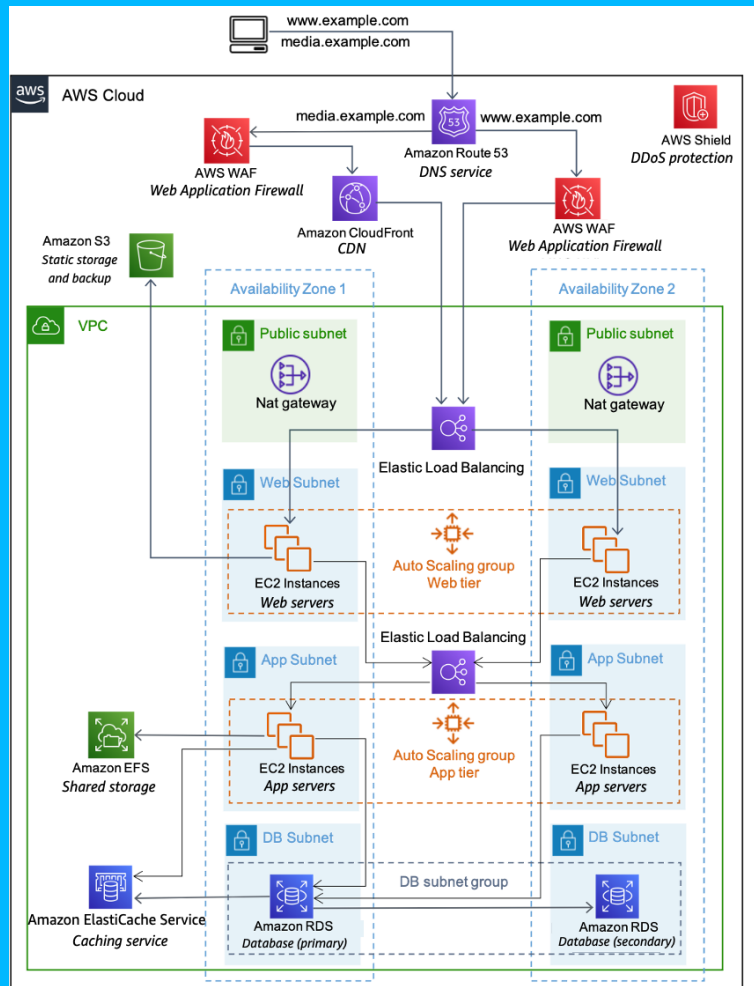 www.example.com
media.example.com
aws
AWS Cloud
media.example.com
53
www.example.com
Amazon Route 53
DNS service
AWS Shield
DDoS protection
AWS WAF
Web Application Firewall
Amazon CloudFront
CDN
AWS WAF
Web Application Firewall
Amazon S3
Static storage
and backup
Availability Zone 1
Availability Zone 2
VPC
Public subnet
Nat gateway
Public subnet
Nat gateway
Elastic Load Balancing
Web Subnet
Web Subnet
EC2 Instances
Web servers
Auto Scaling group
Web tier
EC2 Instances
Web servers
Elastic Load Balancing
App Subnet
App Subnet
Amazon EFS
Shared storage
EC2 Instances
App servers
Auto Scaling group
App tier
EC2 Instances
App servers
DB Subnet
DB Subnet
DB subnet group
Amazon ElastiCache Service
Caching service
Amazon RDS
Database (primary)
Amazon RDS
Database (secondary)